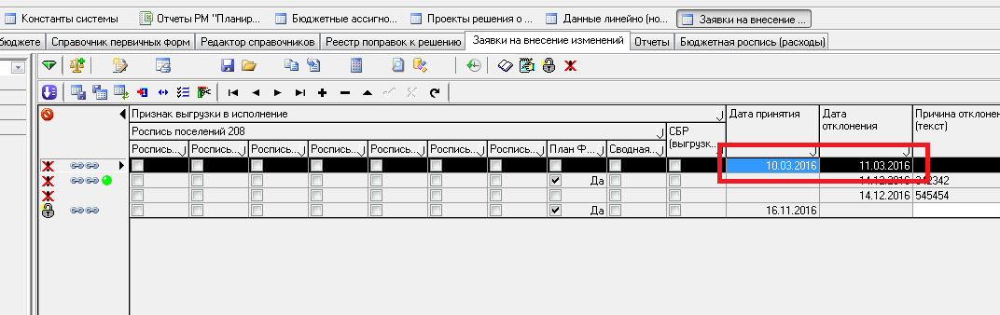 Константы системы Отчеты РМ "Планир... Бюджетные ассигно... Проекты решения о ... Данные линейно (но... Заявки на внесение ...
бюджете Справочник первичных форм Редактор справочников Реестр поправок к решению Заявки на внесение изменений Отчеты Бюджетная роспись (расходы)
Признак выгрузки в исполнение Дата принятия Дата отклонения Причина отклонен (текст)
Роспись поселений 208 СБР (выгрузк...
Роспись... Роспись... Роспись... Роспись... Роспись... Роспись... Роспись... План Ф... Сводная...
10.03.2016 11.03.2016
Да 14.12.2016 342342
14.12.2016 545454
Да 16.11.2016